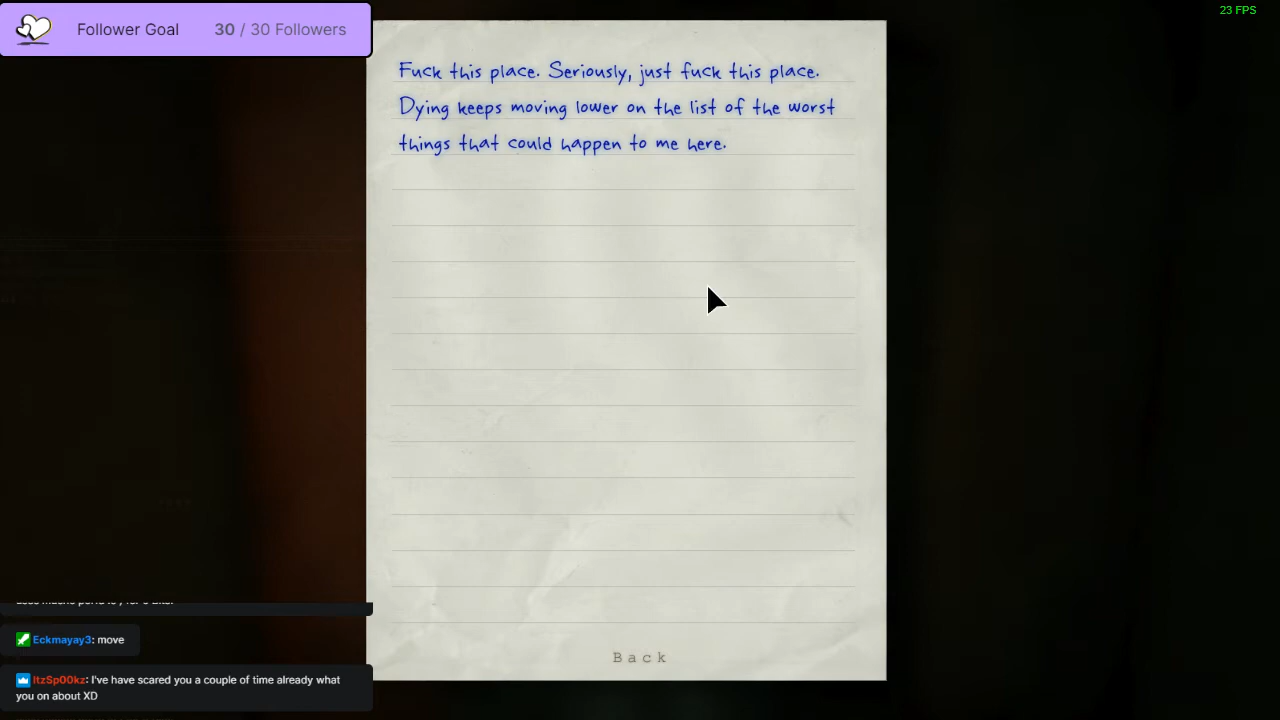 Follower Goal 30 / 30 Followers
23 FPS
Fuck this place. Seriously, just fuck this place.
Dying keeps moving lower on the list of the worst
things that could happen to me here.
Back
Eckmayay3: move
ItzSp00kz: I've have scared you a couple of time already what
you on about XD